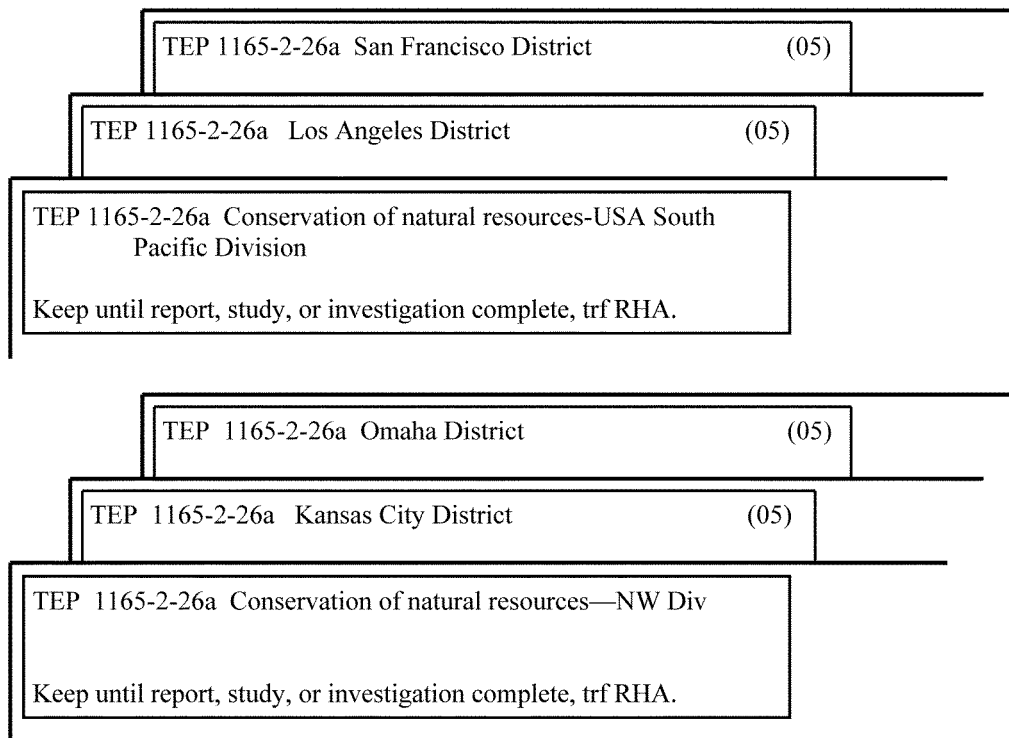 TEP 1165-2-26a San Francisco District (05)
TEP 1165-2-26a Los Angeles District (05)
TEP 1165-2-26a Conservation of natural resources-USA South
Pacific Division
Keep until report, study, or investigation complete, trf RHA.
TEP 1165-2-26a Omaha District (05)
TEP 1165-2-26a Kansas City District (05)
TEP 1165-2-26a Conservation of natural resources—NW Div
Keep until report, study, or investigation complete, trf RHA.